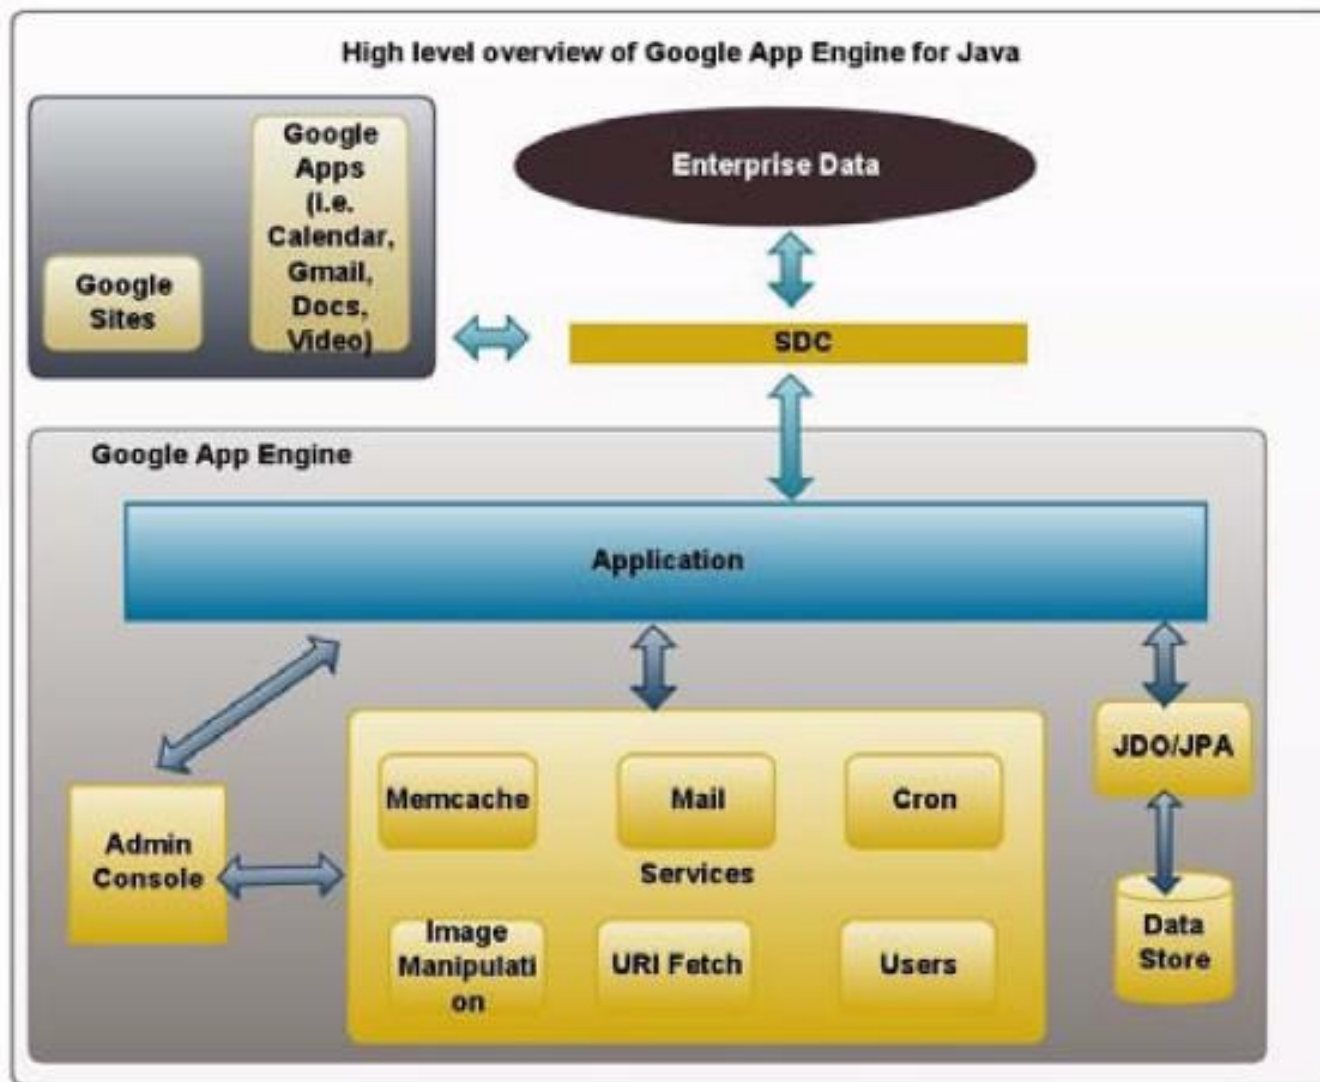 High level overview of Google App Engine for Java
Google
Apps
(i.e.
Calendar,
Gmail,
Docs,
Video)
Google
Sites
Enterprise Data
SDC
Google App Engine
Application
Admin
Console
Memcache
Mail
Cron
Services
Image
Manipulati
on
URI Fetch
Users
JDO/JPA
Data
Store